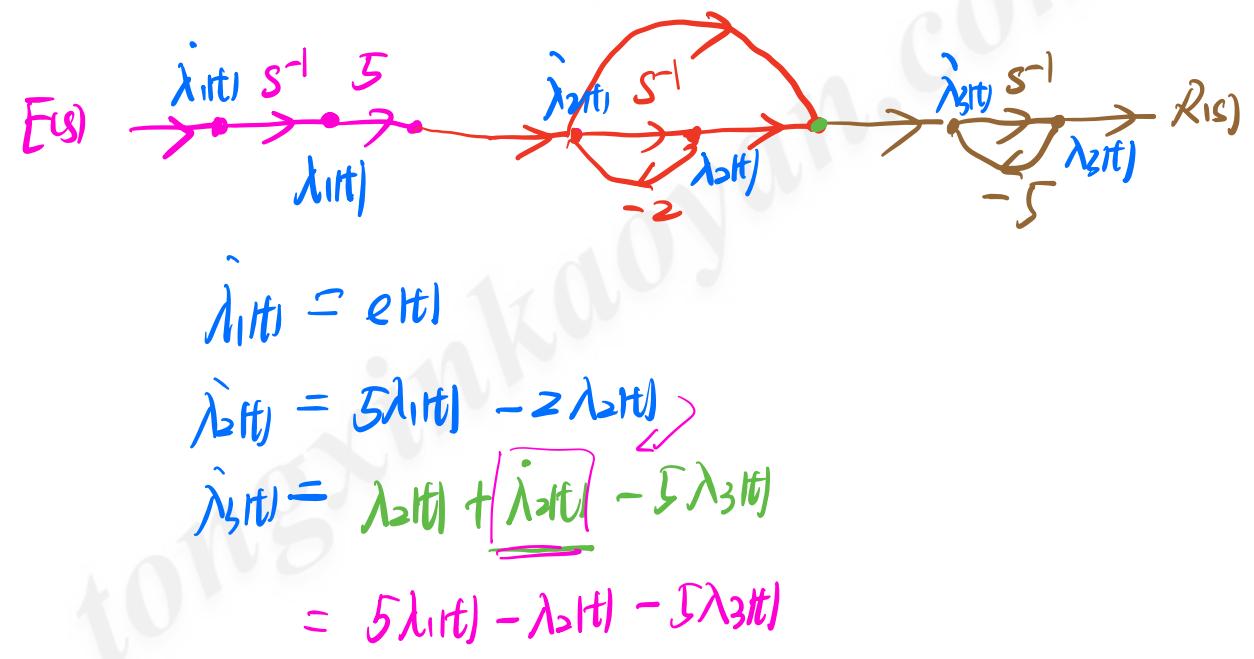 E(s) λ̇₁(t) s⁻¹ 5 λ̇₂(t) s⁻¹ λ̇₃(t) s⁻¹ R(s)
λ₁(t) λ₂(t) λ₃(t)
-2 -5
λ̇₁(t) = e(t)
λ̇₂(t) = 5λ₁(t) - 2λ₂(t)
λ̇₃(t) = λ₂(t) + λ̇₂(t) - 5λ₃(t)
= 5λ₁(t) - λ₂(t) - 5λ₃(t)
tongxinkaoyan.com